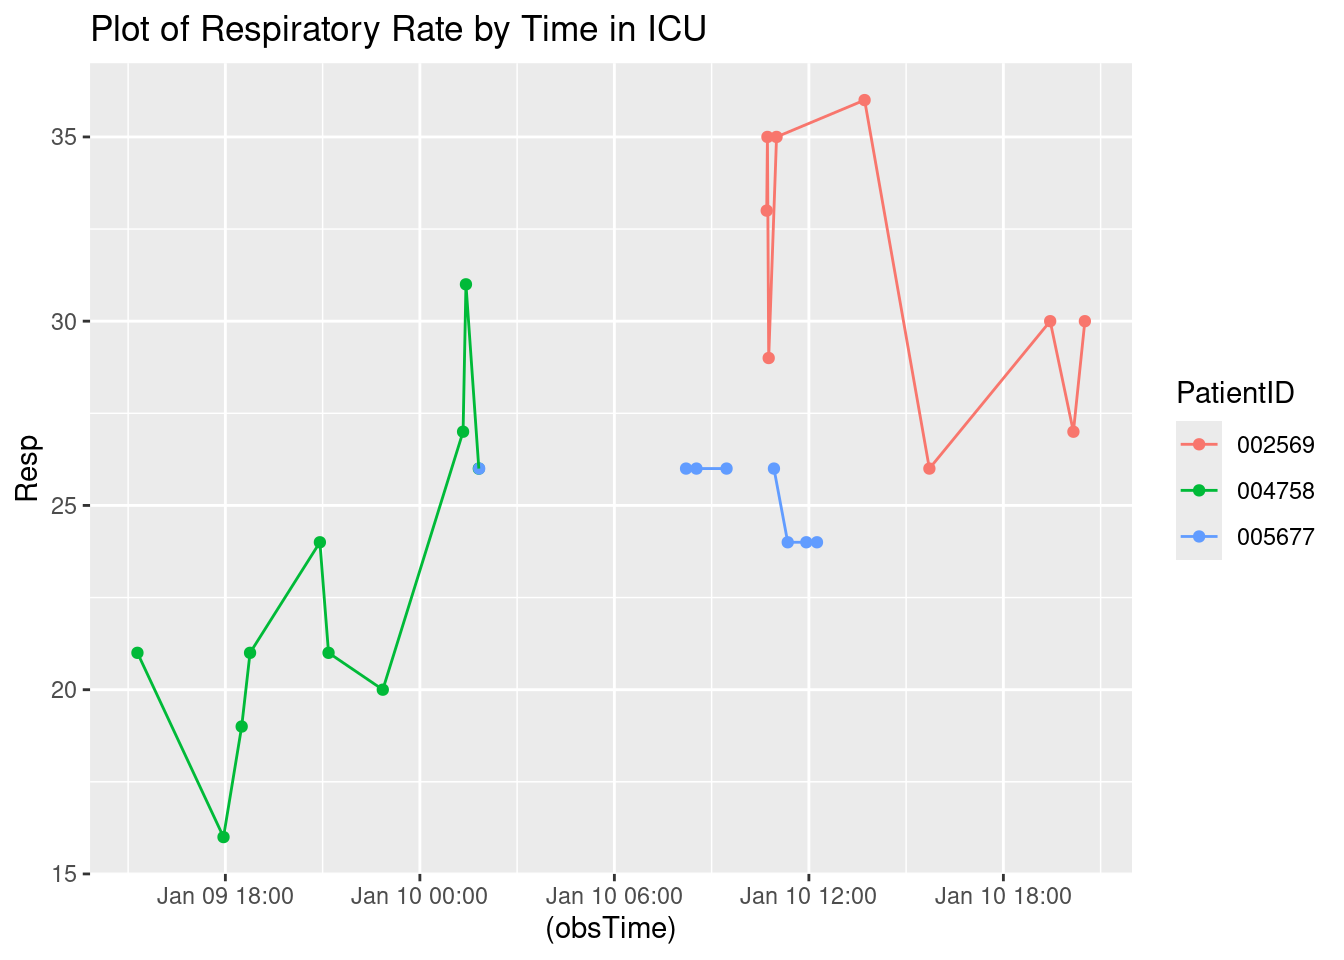 Plot of Respiratory Rate by Time in ICU
Resp
35
30
25
20
15
Jan 09 18:00 Jan 10 00:00 Jan 10 06:00 Jan 10 12:00 Jan 10 18:00
(obsTime)
PatientID
002569
004758
005677